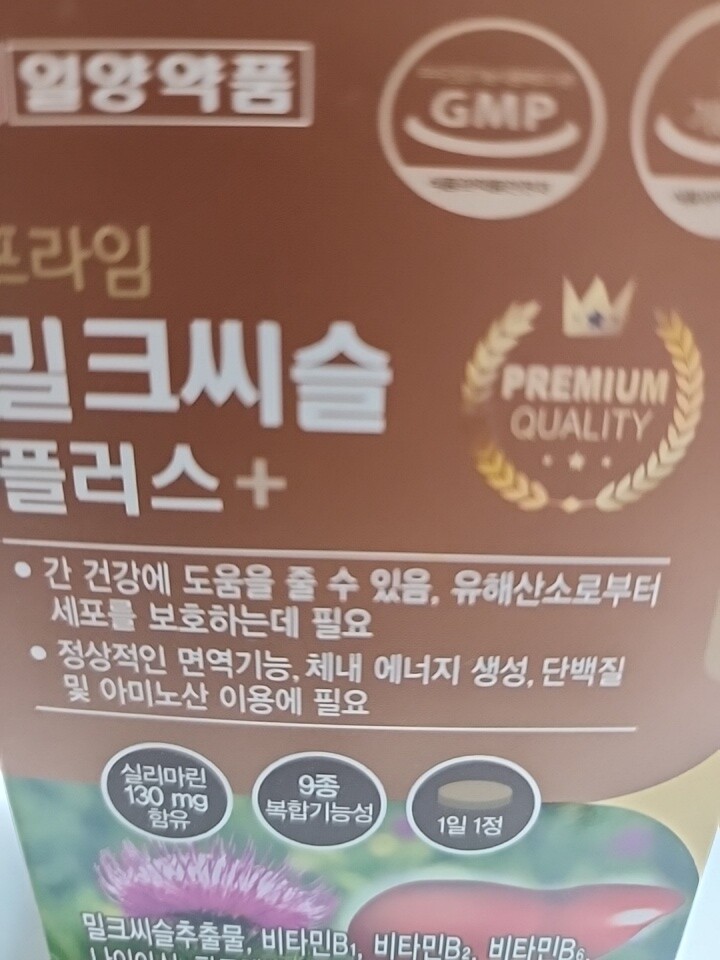 일양약품
GMP
프라임
밀크씨슬
플러스+
PREMIUM
QUALITY
• 간 건강에 도움을 줄 수 있음, 유해산소로부터
세포를 보호하는데 필요
• 정상적인 면역기능, 체내 에너지 생성, 단백질
및 아미노산 이용에 필요
실리마린
130 mg
함유
9종
복합기능성
1일 1정
밀크씨슬추출물, 비타민B₁, 비타민B₂, 비타민B₆,